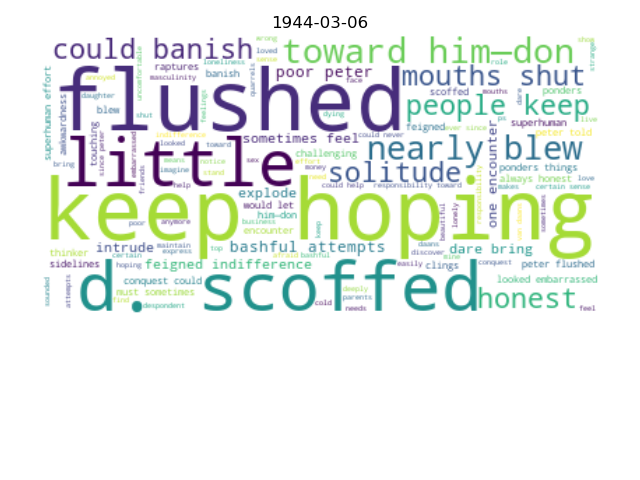 1944-03-06
could banish
toward him—don
flushed
poor peter
mouths shut
people keep
little
sometimes feel
nearly blew
solitude
keep hoping
explode
him-don
intrude
bashful attempts
dare bring
feigned indifference
d. scoffed
honest
one encounter
superhuman effort
awkwardness
touching
since peter
embarrassed
friends
uncomfortable
raptures
masculinity
loneliness
banish
loved
quarrels
wrong
face
dying
scoffed
mouths
role
strange
ponders
dare
live
annoyed
daughter
blew
shut
feelings
feigned
ever since
superhuman
peter told
indifference
looked
toward
could never
bring
imagine
notice
stand
help
sex
challenging
effort
money
need
could help
responsibility toward
ponders things
always honest
love
makes
certain sense
responsibility
sometimes
would let
business
encounter
poor
anymore
maintain
express
top
certain
keep
afraid
bashful
beautiful
lonely
daans
discover
mine
thinker
sidelines
hoping
easily
clings
conquest
peter flushed
conquest could
must sometimes
find
despondent
deeply
parents
needs
cold
looked embarrassed
feel
sounded
attempts